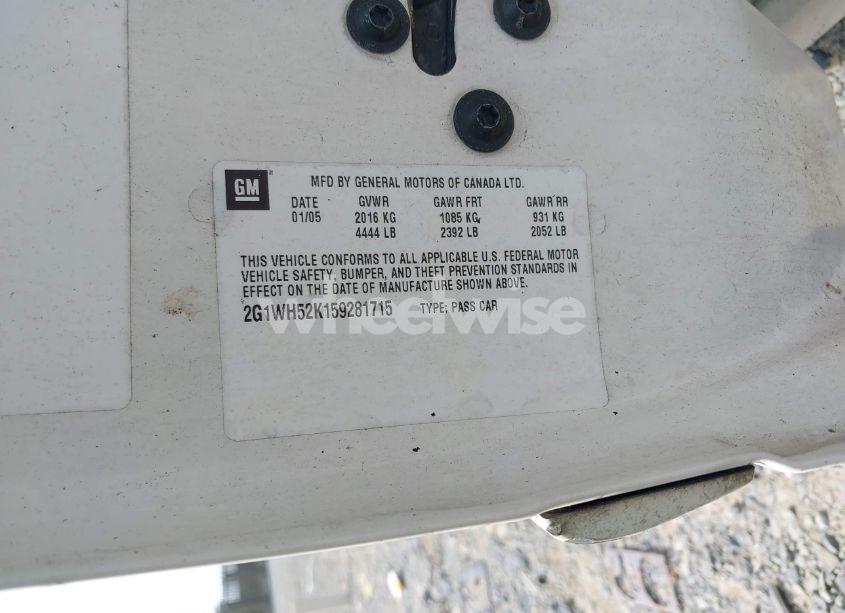 GM
MFD BY GENERAL MOTORS OF CANADA LTD.
DATE GVWR GAWR FRT GAWR RR
01/05 2016 KG 1085 KG 931 KG
4444 LB 2392 LB 2052 LB
THIS VEHICLE CONFORMS TO ALL APPLICABLE U.S. FEDERAL MOTOR
VEHICLE SAFETY, BUMPER, AND THEFT PREVENTION STANDARDS IN
EFFECT ON THE DATE OF MANUFACTURE SHOWN ABOVE.
2G1WH52K159281715 TYPE: PASS CAR
wheelwise